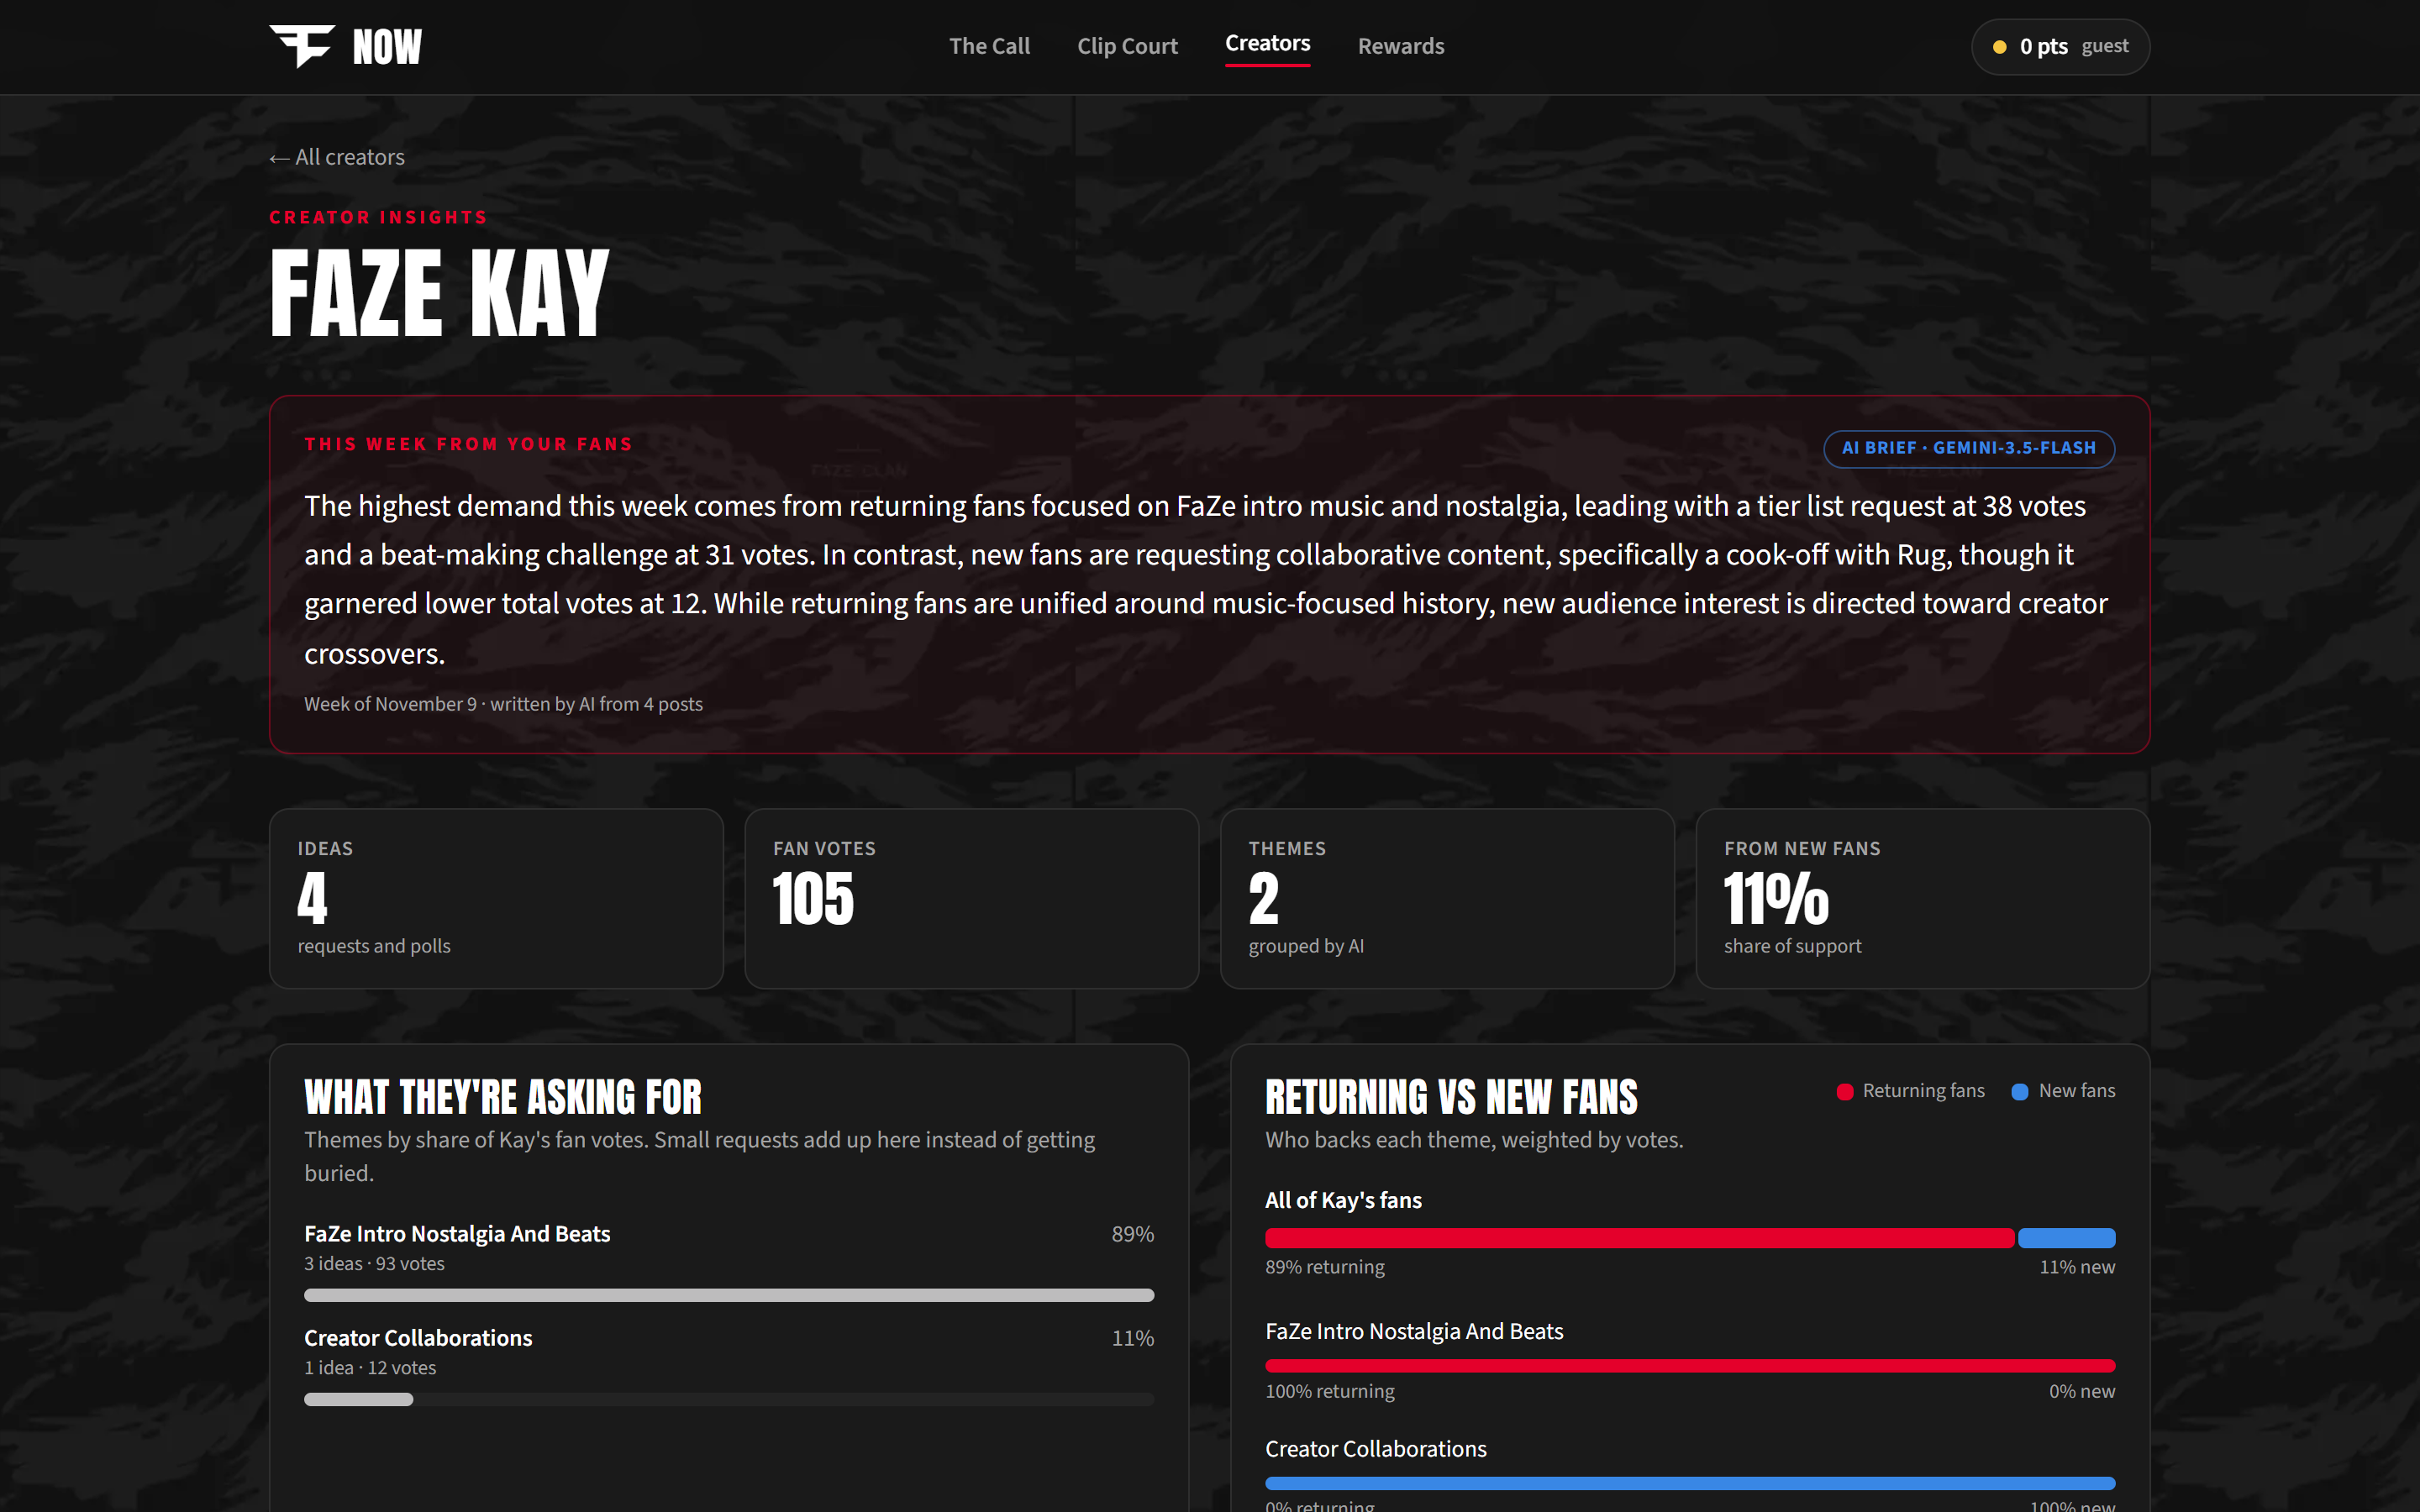 NOW
The Call
Clip Court
Creators
Rewards
0 pts guest
← All creators
CREATOR INSIGHTS
FAZE KAY
THIS WEEK FROM YOUR FANS
AI BRIEF · GEMINI-3.5-FLASH
The highest demand this week comes from returning fans focused on FaZe intro music and nostalgia, leading with a tier list request at 38 votes
and a beat-making challenge at 31 votes. In contrast, new fans are requesting collaborative content, specifically a cook-off with Rug, though it
garnered lower total votes at 12. While returning fans are unified around music-focused history, new audience interest is directed toward creator
crossovers.
Week of November 9 · written by AI from 4 posts
IDEAS
4
requests and polls
FAN VOTES
105
THEMES
2
grouped by AI
FROM NEW FANS
11%
share of support
WHAT THEY'RE ASKING FOR
Themes by share of Kay's fan votes. Small requests add up here instead of getting
buried.
FaZe Intro Nostalgia And Beats
89%
3 ideas · 93 votes
Creator Collaborations
11%
1 idea · 12 votes
RETURNING VS NEW FANS
Returning fans
New fans
Who backs each theme, weighted by votes.
All of Kay's fans
89% returning
11% new
FaZe Intro Nostalgia And Beats
100% returning
0% new
Creator Collaborations
0% returning
100% new